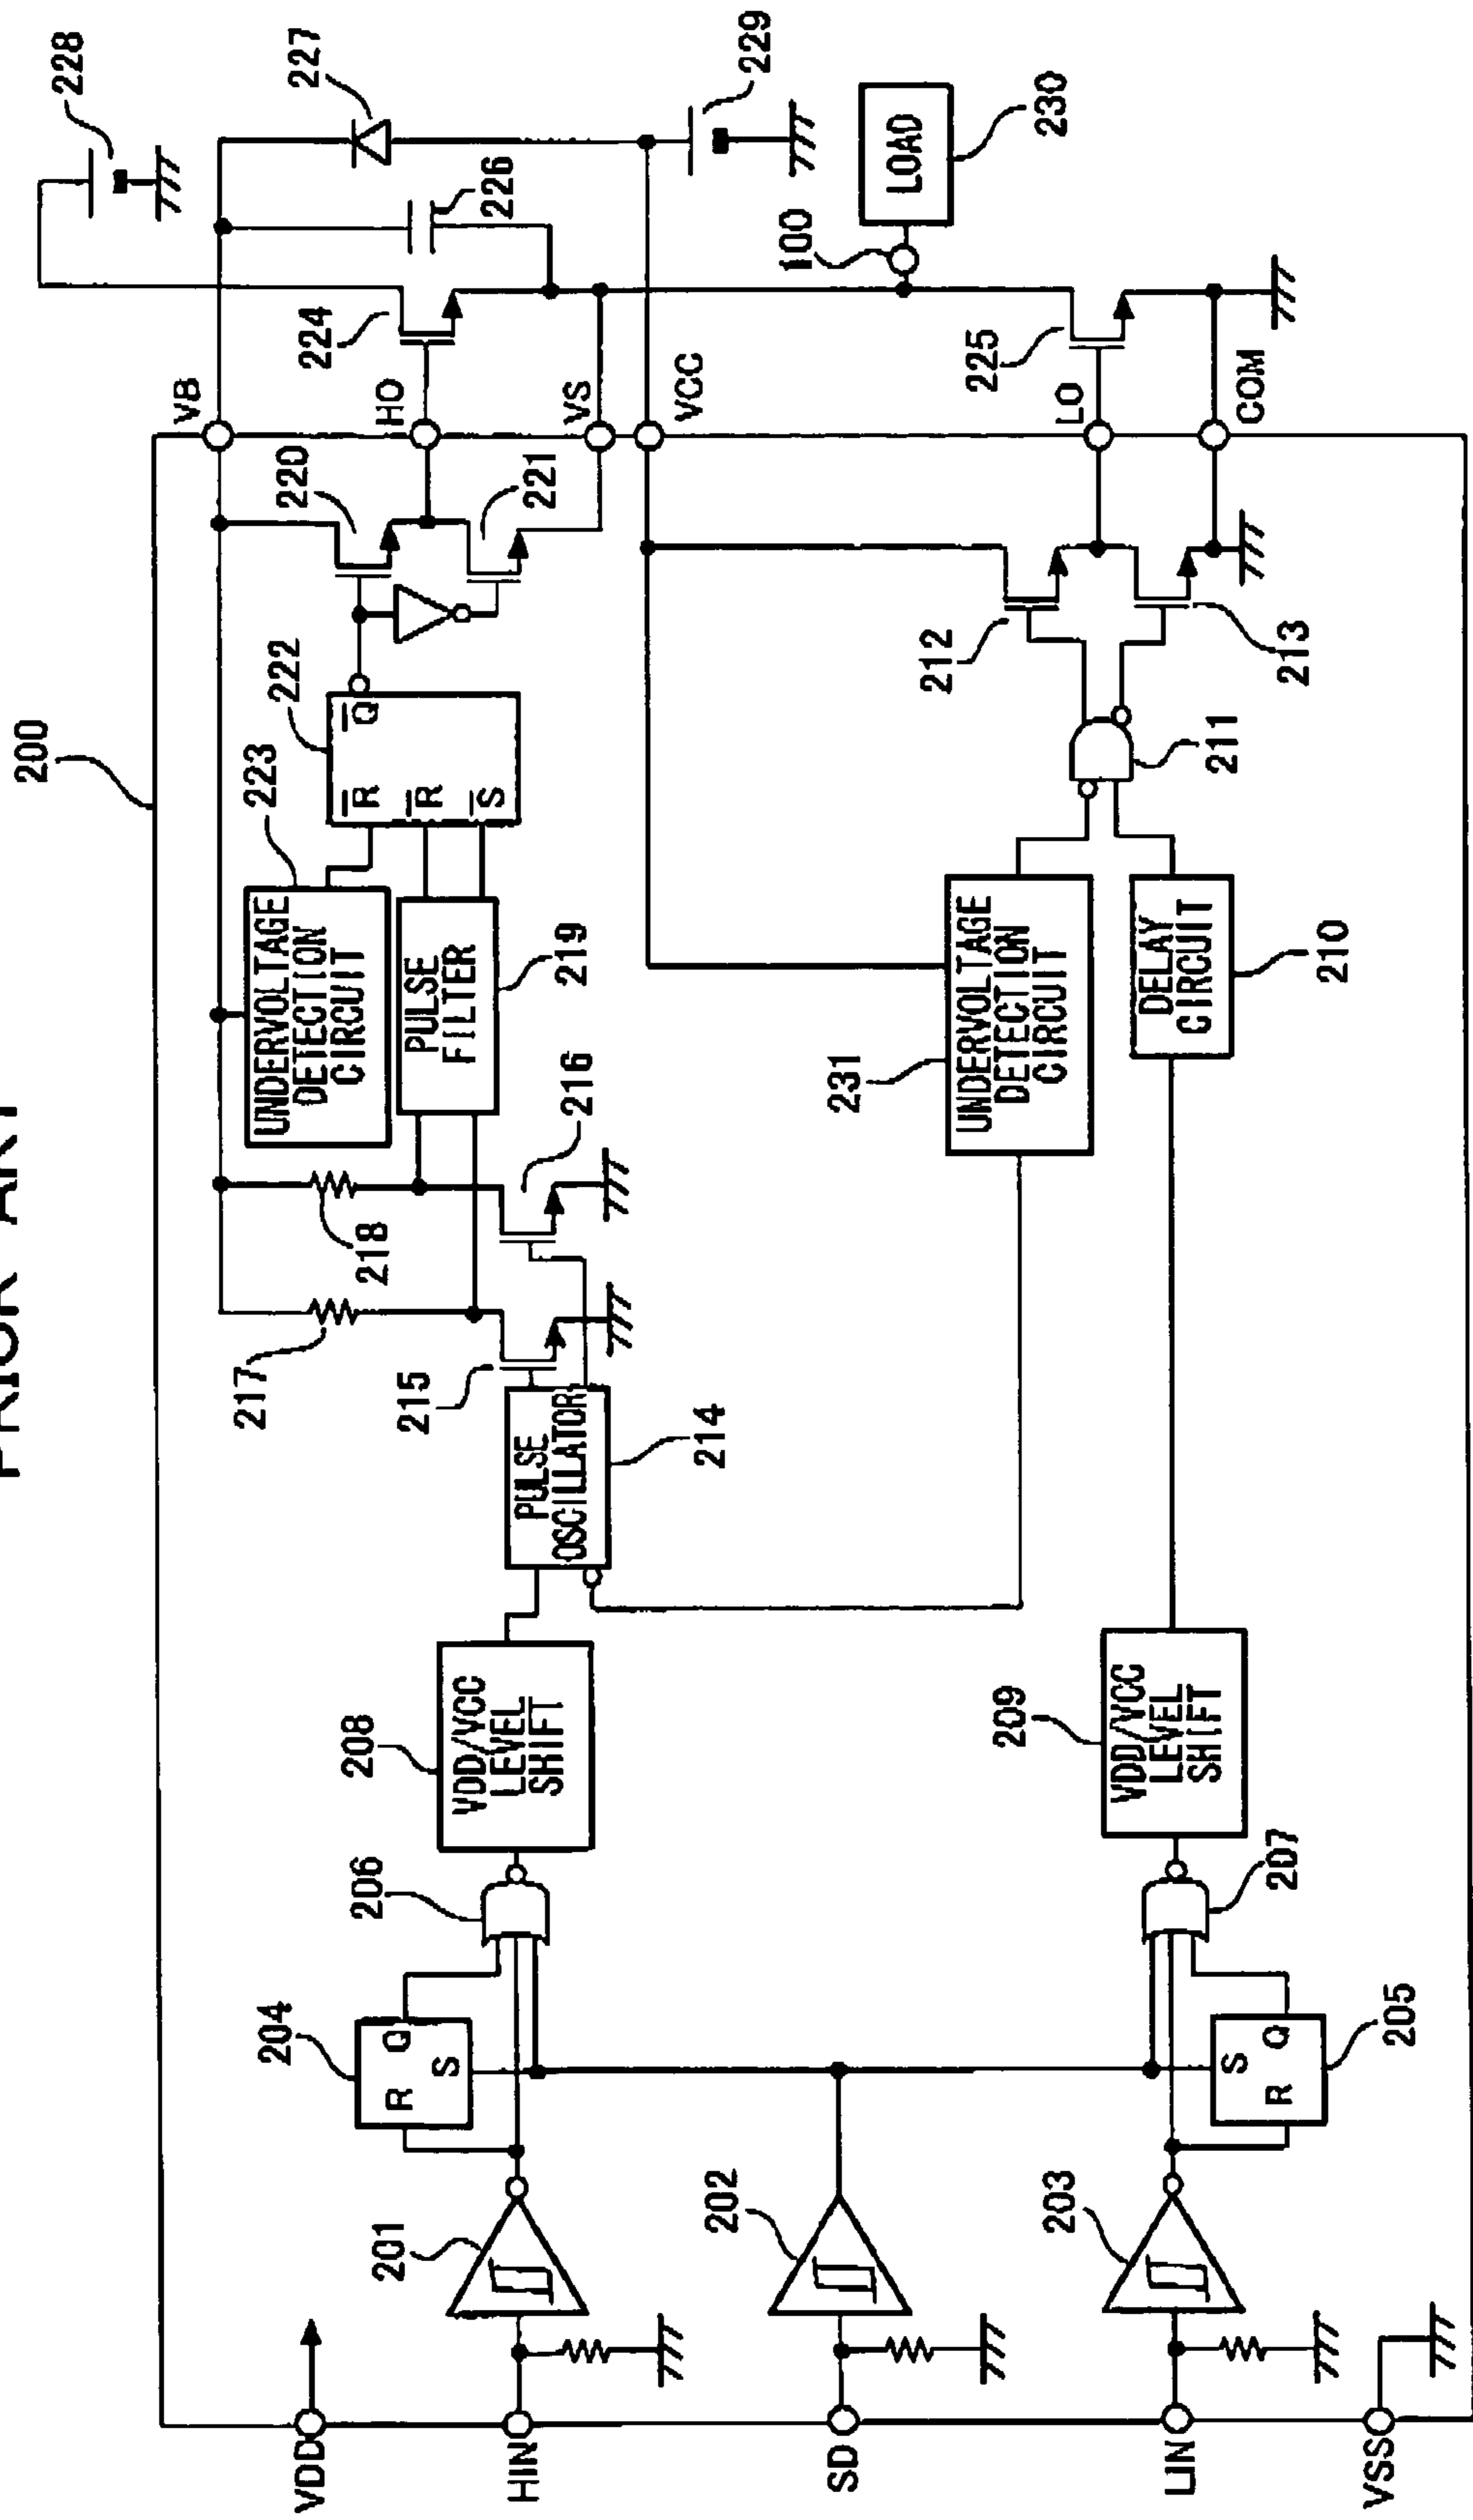 PRIOR ART
200
228
227
226
229
230
LOAD
100
VB
224
HO
VS
VCC
225
LO
COM
220
221
222
Q
R
R
S
223
UNDERVOLTAGE
DETECTION
CIRCUIT
PULSE
FILTER
219
212
213
211
231
UNDERVOLTAGE
DETECTION
CIRCUIT
DELAY
CIRCUIT
210
218
216
217
215
PULSE
OSCILLATOR
214
208
VDD/VCC
LEVEL
SHIFT
209
VDD/VCC
LEVEL
SHIFT
206
207
204
R
Q
S
205
S
R
Q
201
202
203
VDD
HIN
SD
LIN
VSS